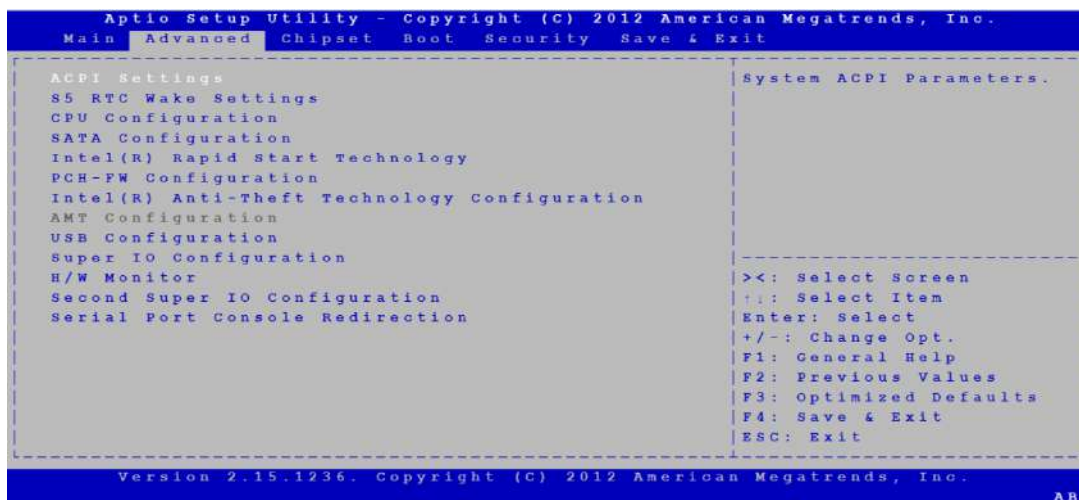 Aptio Setup Utility - Copyright (C) 2012 American Megatrends, Inc.
Main Advanced Chipset Boot Security Save & Exit
ACPI Settings
S5 RTC Wake Settings
CPU Configuration
SATA Configuration
Intel(R) Rapid Start Technology
PCH-FW Configuration
Intel(R) Anti-Theft Technology Configuration
AMT Configuration
USB Configuration
Super IO Configuration
H/W Monitor
Second Super IO Configuration
Serial Port Console Redirection
System ACPI Parameters.
><: Select Screen
↑↓: Select Item
Enter: Select
+/-: Change Opt.
F1: General Help
F2: Previous Values
F3: Optimized Defaults
F4: Save & Exit
ESC: Exit
Version 2.15.1236. Copyright (C) 2012 American Megatrends, Inc.